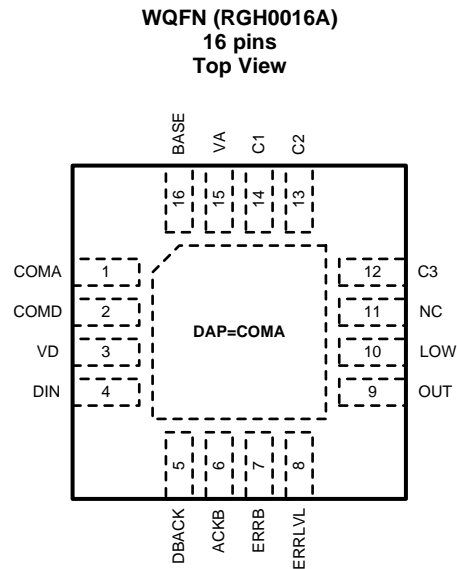 WQFN (RGH0016A)
16 pins
Top View
BASE
VA
C1
C2
16
15
14
13
COMA
1
12
C3
COMD
2
11
NC
VD
3
DAP=COMA
10
LOW
DIN
4
9
OUT
5
6
7
8
DBACK
ACKB
ERRB
ERRLVL